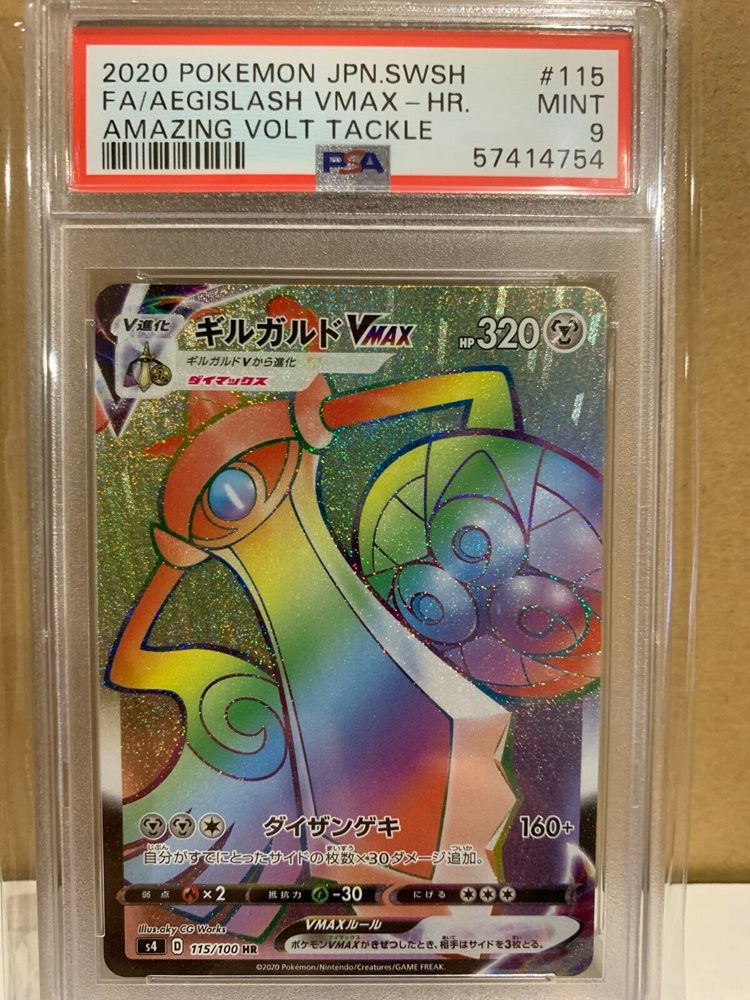 2020 POKEMON JPN.SWSH #115
FA/AEGISLASH VMAX-HR. MINT
AMAZING VOLT TACKLE 9
PSA 57414754
V進化 ギルガルドVMAX HP320
ギルガルドVから進化
ダイマックス
ダイザンゲキ 160+
自分がすでにとったサイドの枚数×30ダメージ追加。
弱点 ×2 抵抗力 -30 にげる
Illus.aky CG Works
VMAXルール
s4 D 115/100 HR
ポケモンVMAXがきぜつしたとき、相手はサイドを3枚とる。
©2020 Pokémon/Nintendo/Creatures/GAME FREAK.